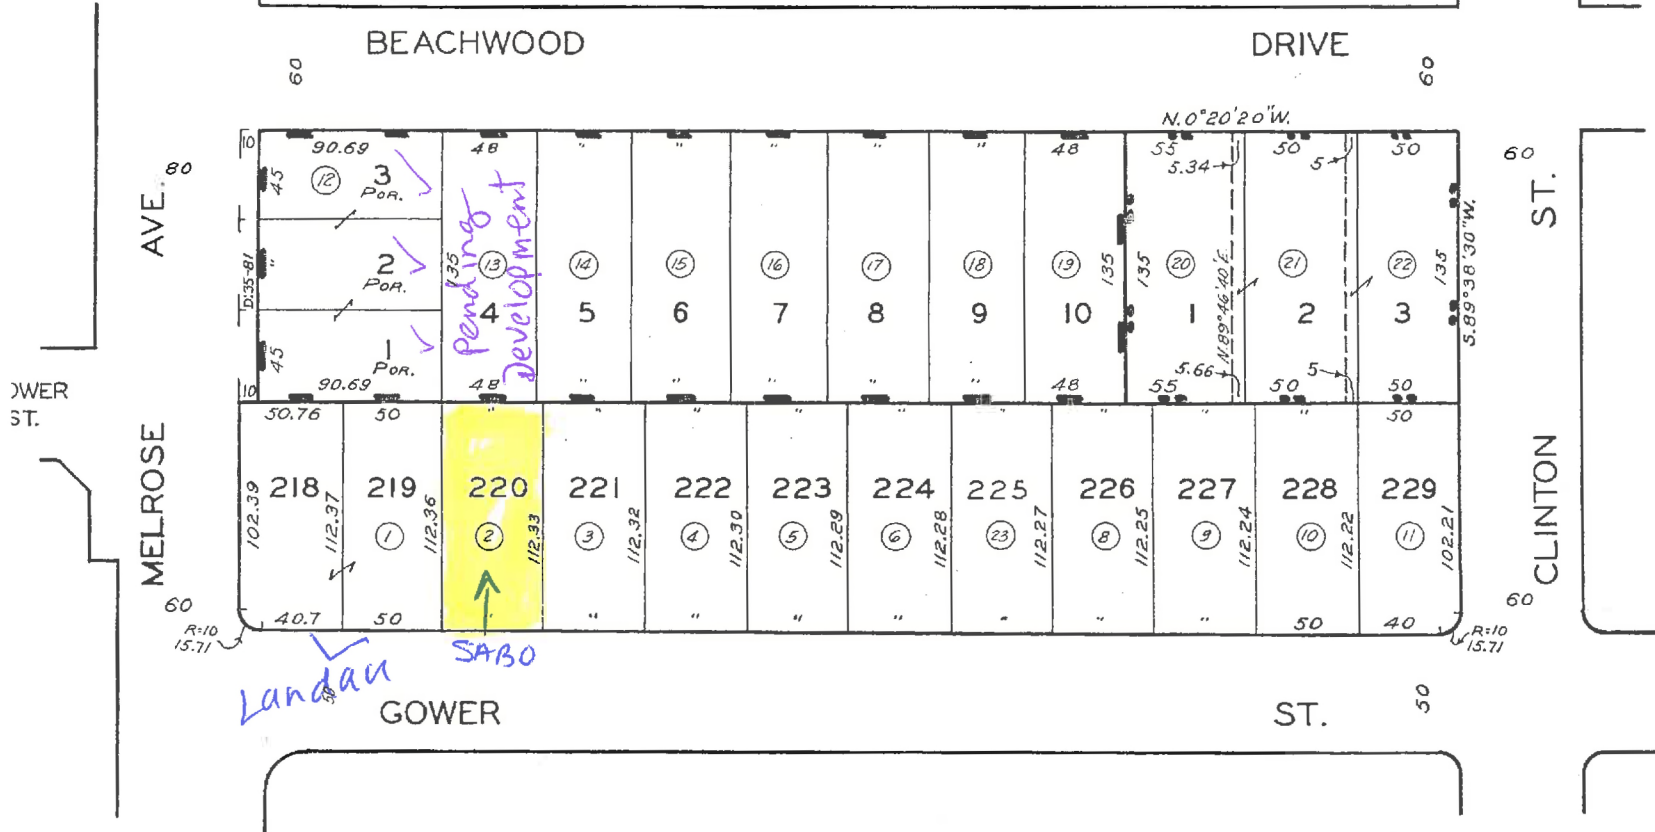 BEACHWOOD DRIVE
60 60
N. 0°20'20"W.
10 90.69 48 " " " " " 48 55 50 50
80 60
5.34 5
45 12 3 POR.
AVE. ST.
Pending Development
D:35-81 " 2 POR. 135 13 14 15 16 17 18 19 135 135 20 N.89°46'40"E. 21 22 135 S.89°38'30"W.
4 5 6 7 8 9 10 1 2 3
45 1 POR.
5.66 5
10 90.69 48 " " " " " 48 55 50 50
OWER
ST.
50.76 50 " " " " " " " " " 50
MELROSE CLINTON
218 219 220 221 222 223 224 225 226 227 228 229
102.39 112.37 112.36 112.33 112.32 112.30 112.29 112.28 112.27 112.25 112.24 112.22 102.21
1 2 3 4 5 6 23 8 9 10 11
60 60
40.7 50 " " " " " " " " 50 40
R=10
15.71
R=10
15.71
Landau SABO
50 50
GOWER ST.